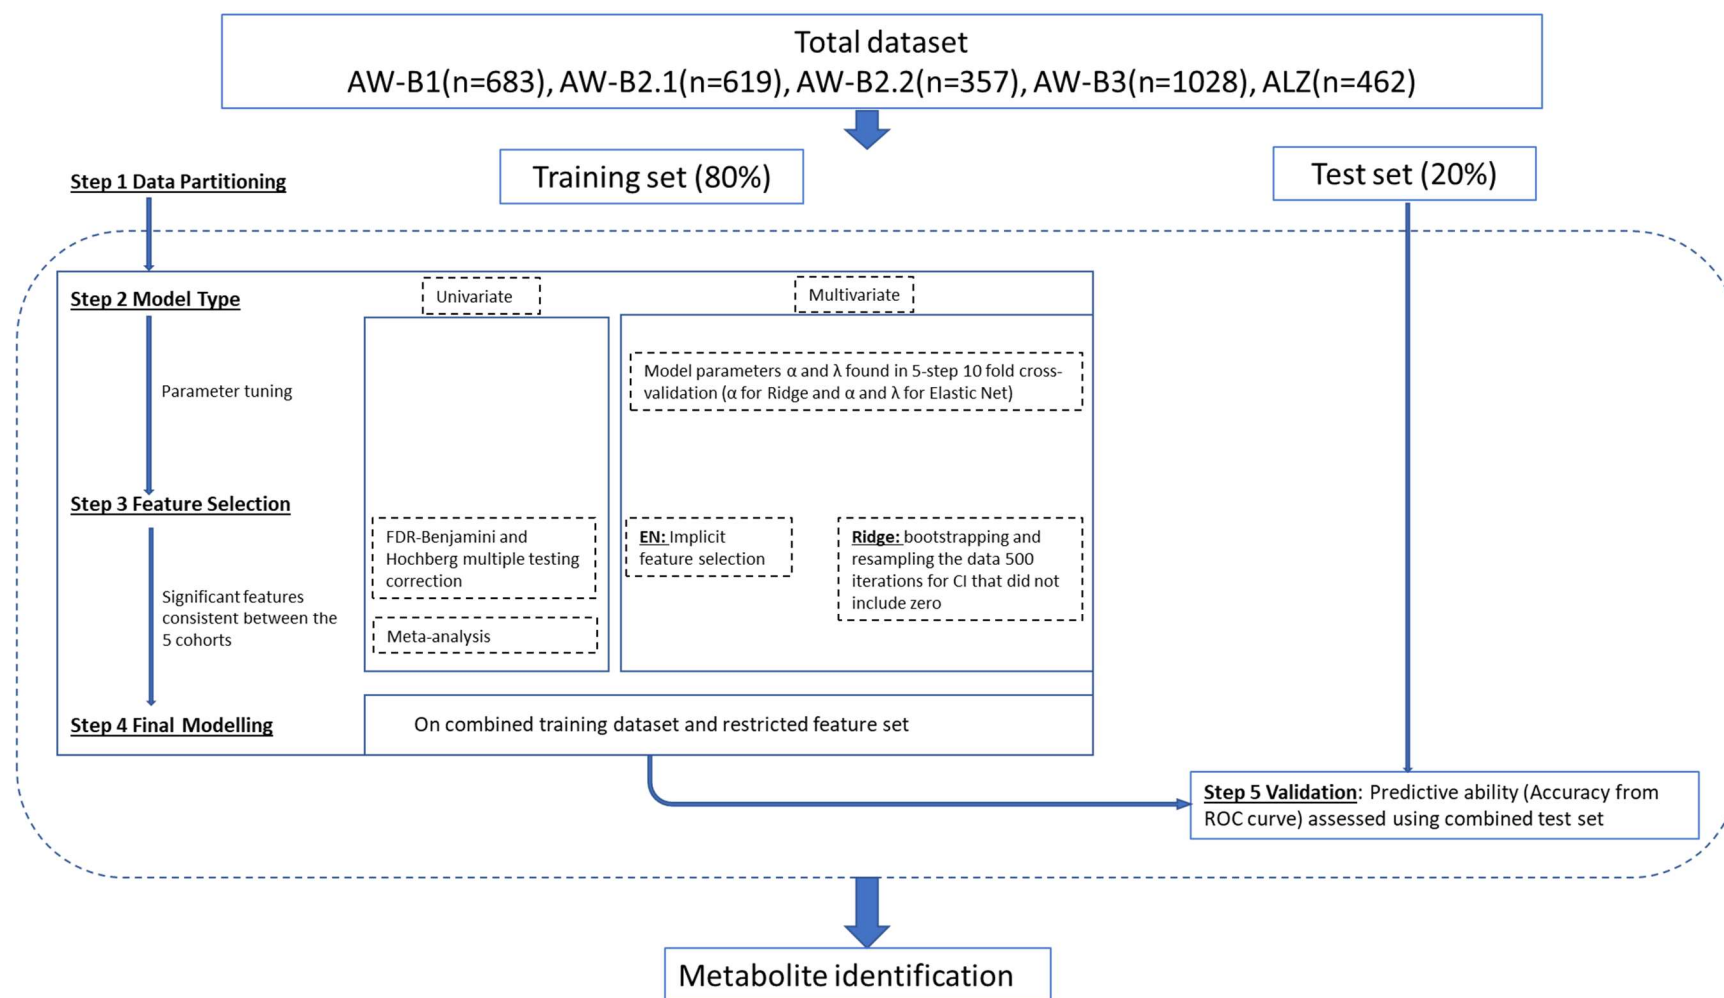 Total dataset
AW-B1(n=683), AW-B2.1(n=619), AW-B2.2(n=357), AW-B3(n=1028), ALZ(n=462)
Step 1 Data Partitioning
Training set (80%)
Test set (20%)
Step 2 Model Type
Univariate
Multivariate
Parameter tuning
Model parameters α and λ found in 5-step 10 fold cross-
validation (α for Ridge and α and λ for Elastic Net)
Step 3 Feature Selection
FDR-Benjamini and
Hochberg multiple testing
correction
EN: Implicit
feature selection
Ridge: bootstrapping and
resampling the data 500
iterations for CI that did not
include zero
Significant features
consistent between the
5 cohorts
Meta-analysis
Step 4 Final Modelling
On combined training dataset and restricted feature set
Step 5 Validation: Predictive ability (Accuracy from
ROC curve) assessed using combined test set
Metabolite identification